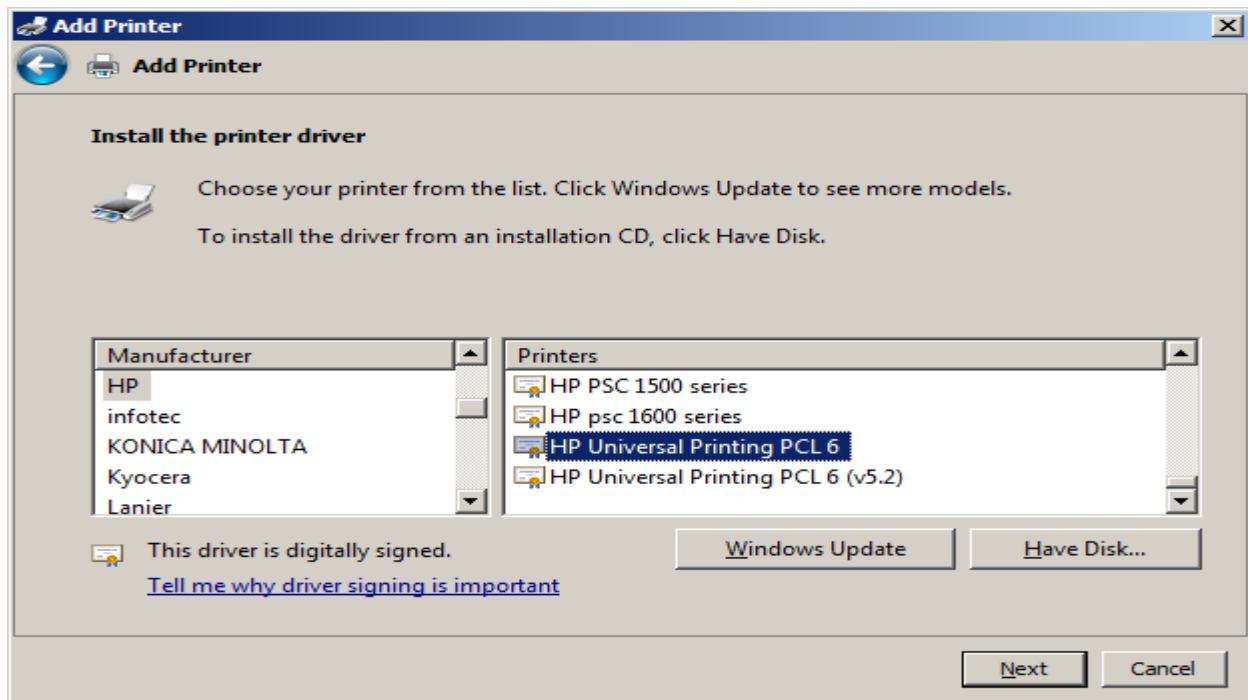 Add Printer
Add Printer
Install the printer driver
Choose your printer from the list. Click Windows Update to see more models.
To install the driver from an installation CD, click Have Disk.
Manufacturer
HP
infotec
KONICA MINOLTA
Kyocera
Lanier
Printers
HP PSC 1500 series
HP psc 1600 series
HP Universal Printing PCL 6
HP Universal Printing PCL 6 (v5.2)
This driver is digitally signed.
Tell me why driver signing is important
Windows Update
Have Disk...
Next
Cancel